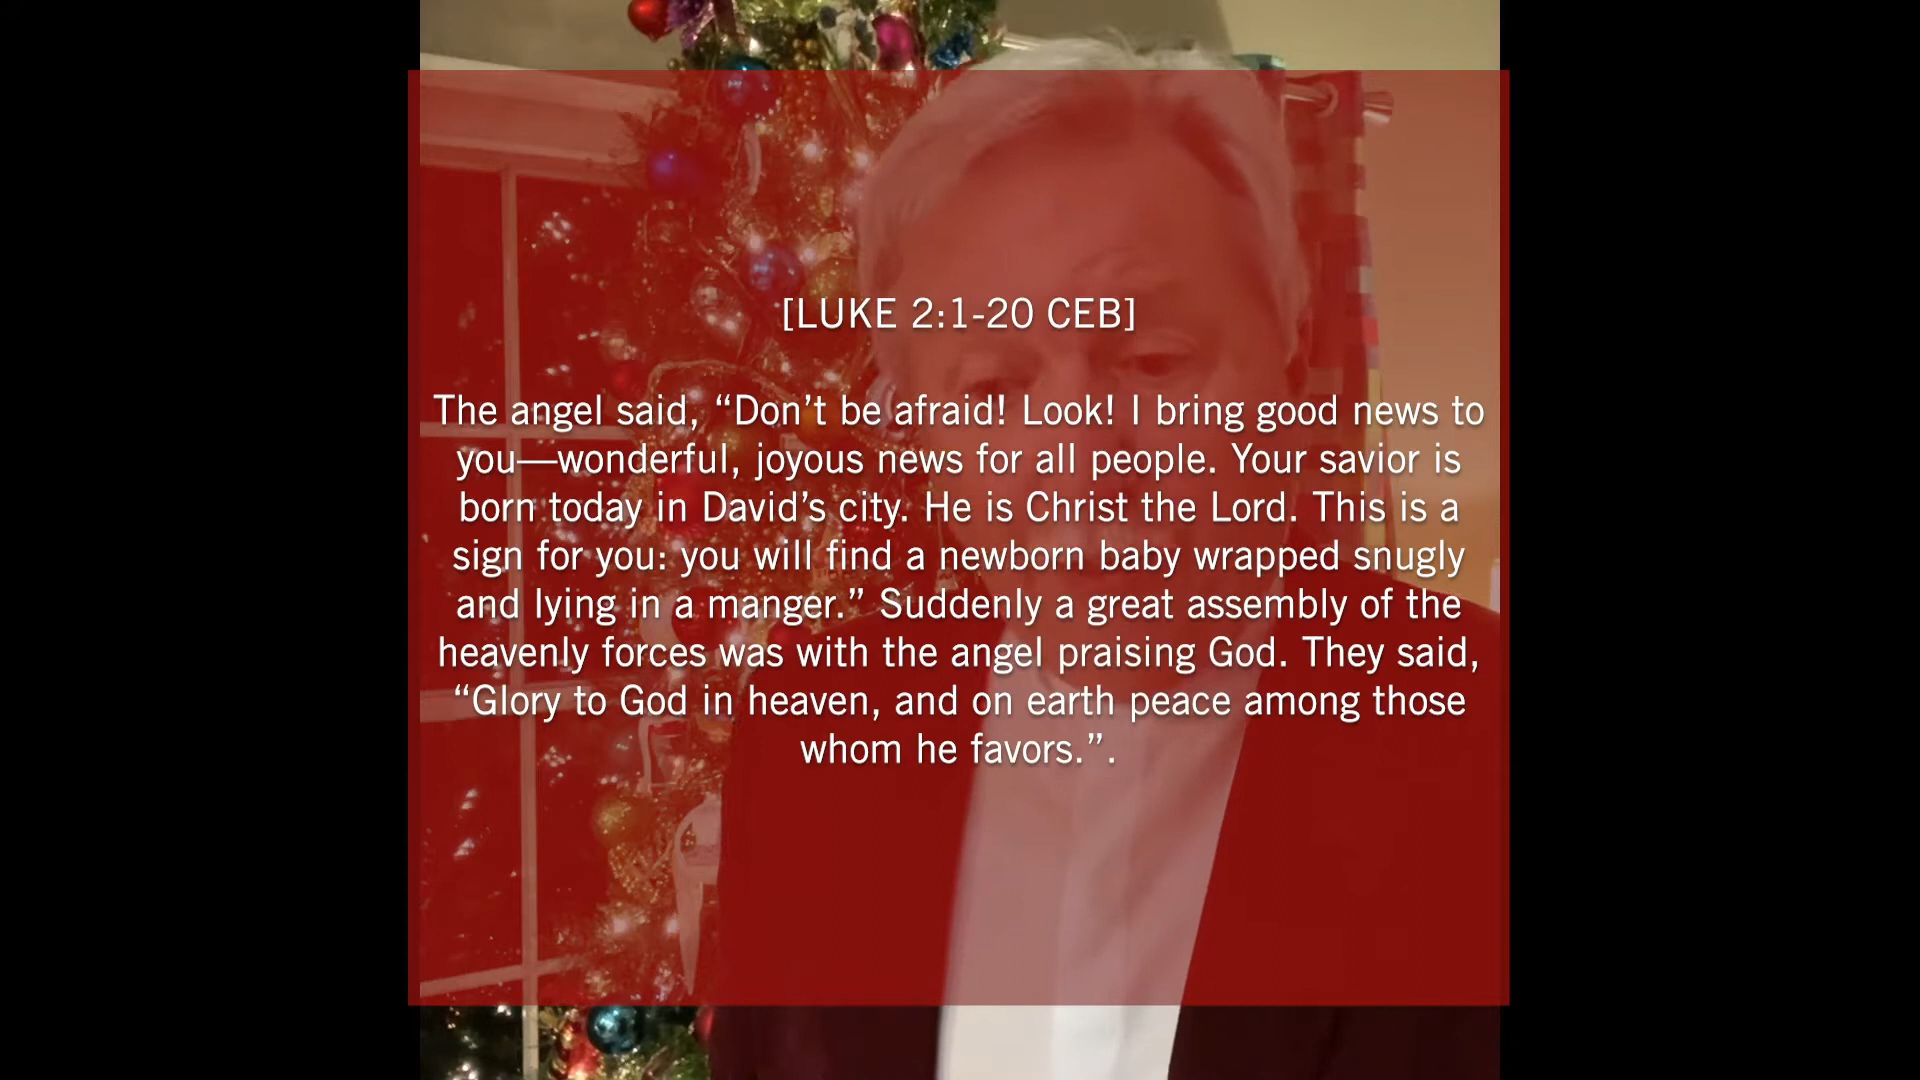 [LUKE 2:1-20 CEB]
The angel said, “Don’t be afraid! Look! I bring good news to
you—wonderful, joyous news for all people. Your savior is
born today in David’s city. He is Christ the Lord. This is a
sign for you: you will find a newborn baby wrapped snugly
and lying in a manger.” Suddenly a great assembly of the
heavenly forces was with the angel praising God. They said,
“Glory to God in heaven, and on earth peace among those
whom he favors.”.